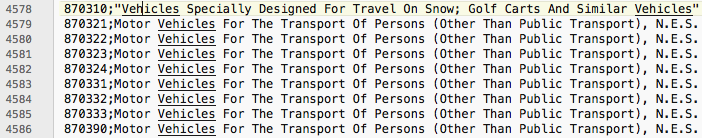 4578 870310;"Vehicles Specially Designed For Travel On Snow; Golf Carts And Similar Vehicles"
4579 870321;Motor Vehicles For The Transport Of Persons (Other Than Public Transport), N.E.S.
4580 870322;Motor Vehicles For The Transport Of Persons (Other Than Public Transport), N.E.S.
4581 870323;Motor Vehicles For The Transport Of Persons (Other Than Public Transport), N.E.S.
4582 870324;Motor Vehicles For The Transport Of Persons (Other Than Public Transport), N.E.S.
4583 870331;Motor Vehicles For The Transport Of Persons (Other Than Public Transport), N.E.S.
4584 870332;Motor Vehicles For The Transport Of Persons (Other Than Public Transport), N.E.S.
4585 870333;Motor Vehicles For The Transport Of Persons (Other Than Public Transport), N.E.S.
4586 870390;Motor Vehicles For The Transport Of Persons (Other Than Public Transport), N.E.S.